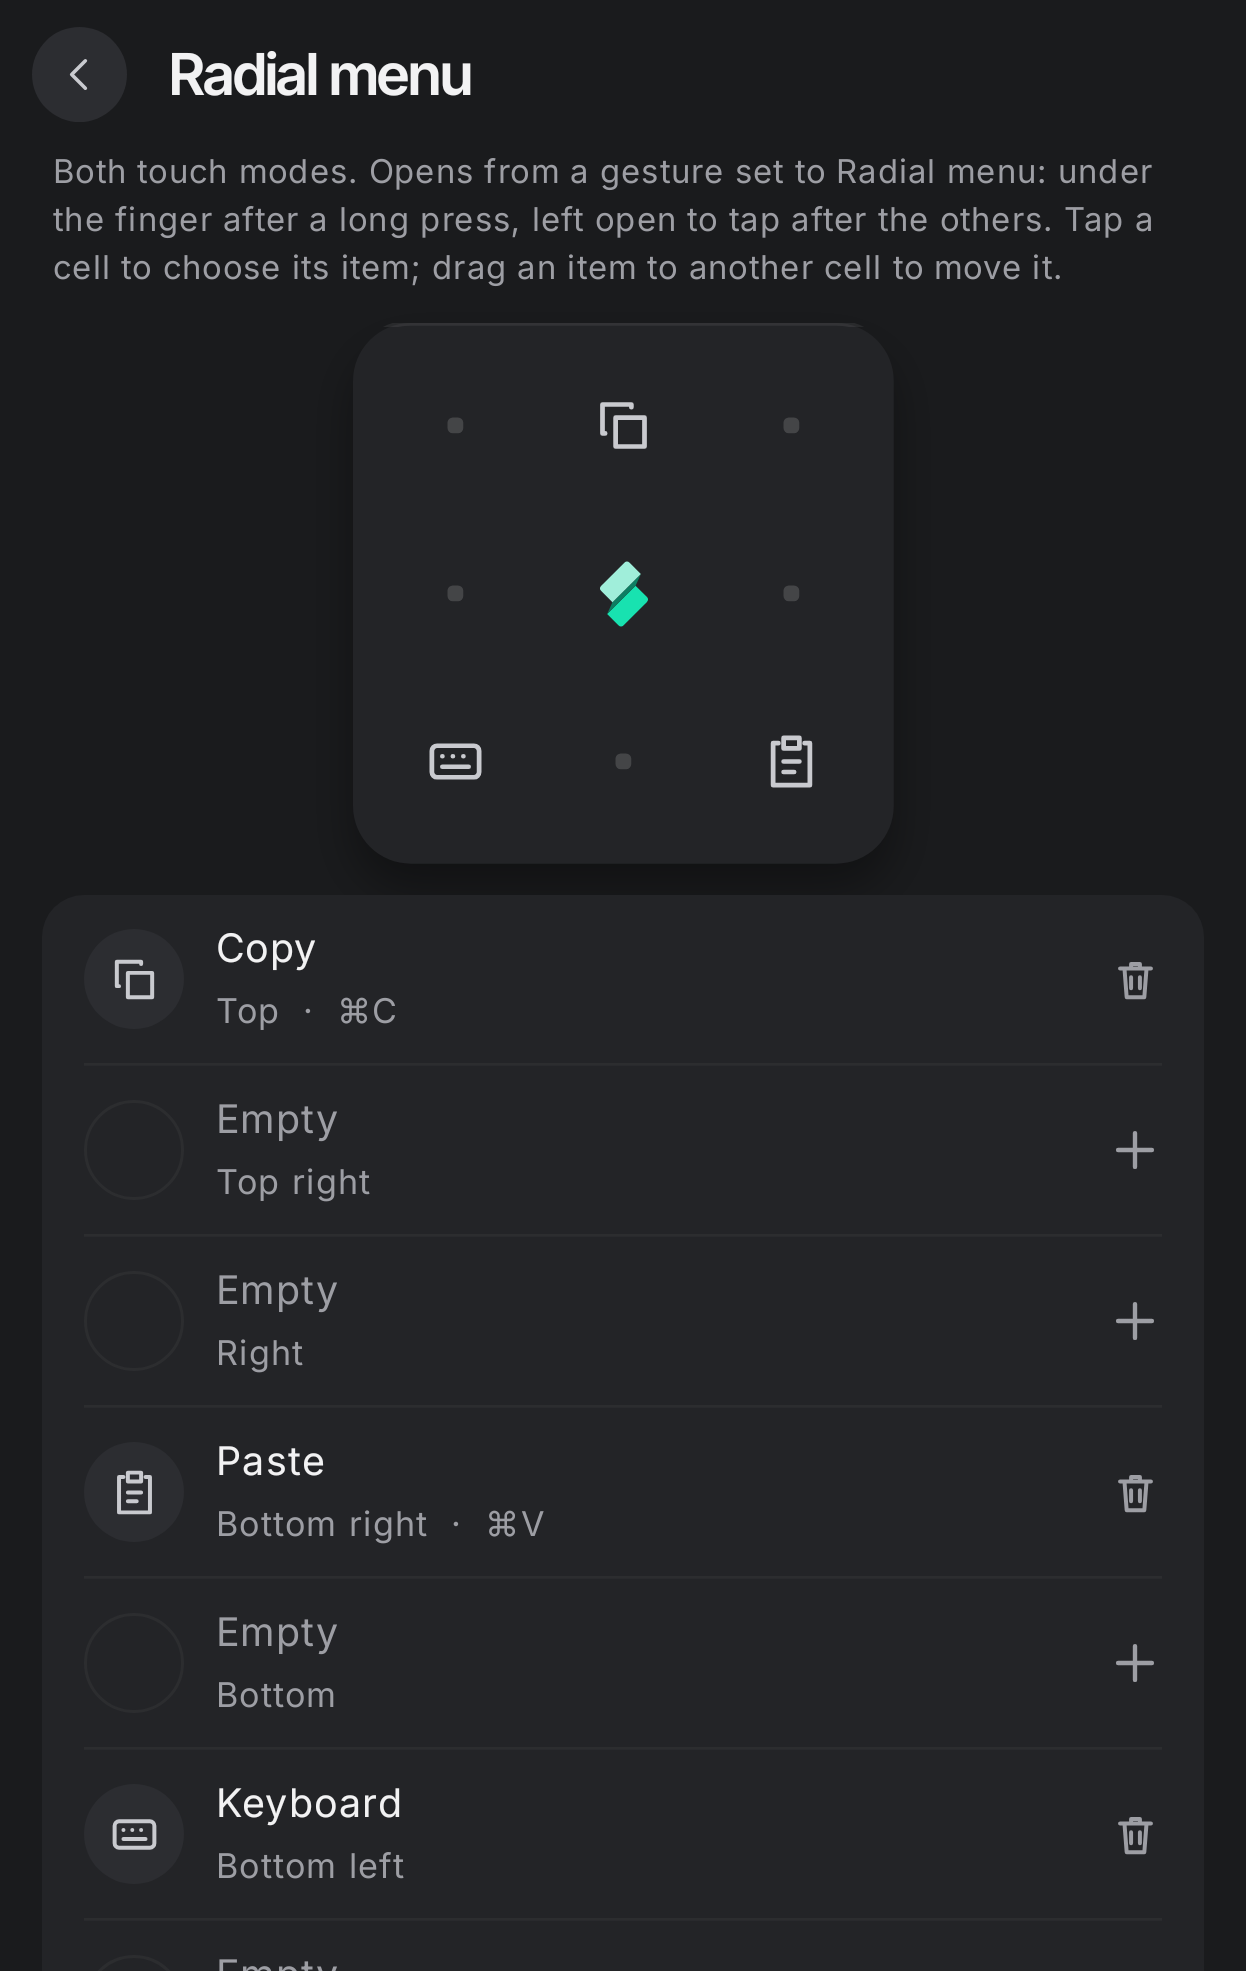 Radial menu
Both touch modes. Opens from a gesture set to Radial menu: under
the finger after a long press, left open to tap after the others. Tap a
cell to choose its item; drag an item to another cell to move it.
Copy
Top · ⌘C
Empty
Top right
Empty
Right
Paste
Bottom right · ⌘V
Empty
Bottom
Keyboard
Bottom left
Empty